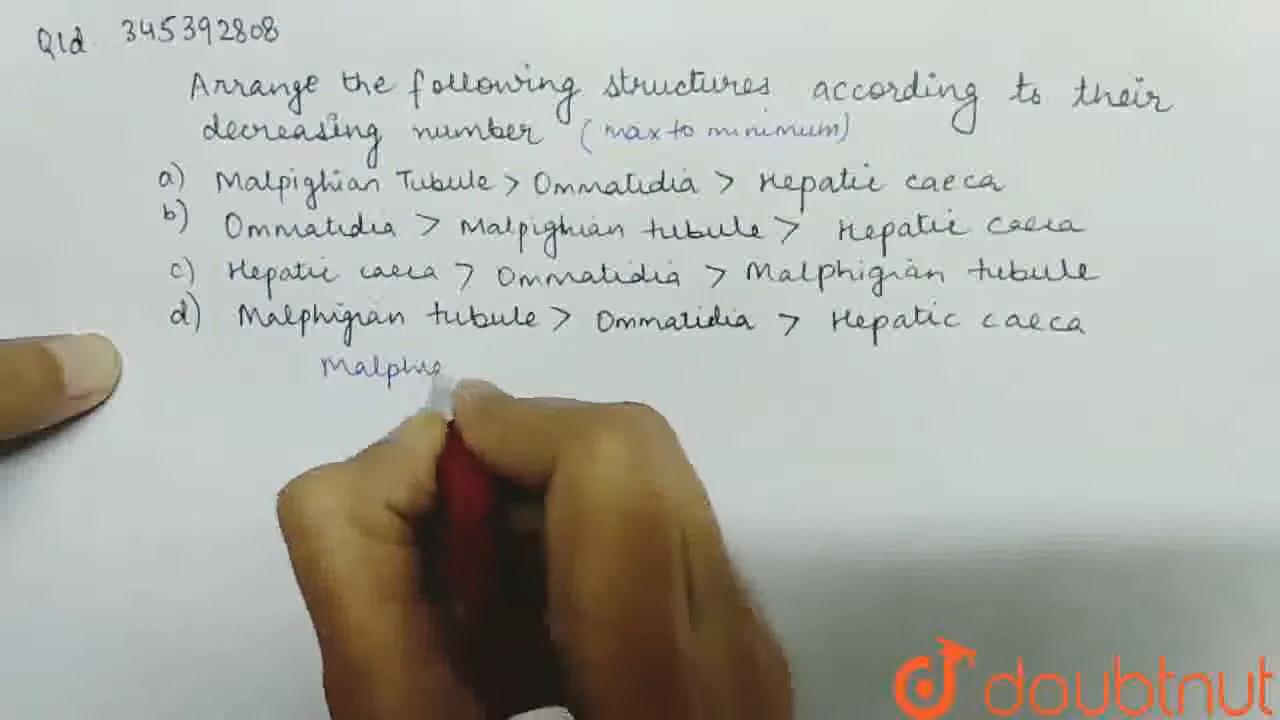 QId 345392808
Arrange the following structures according to their
decreasing number (max to minimum)
a) Malpighian Tubule > Ommatidia > Hepatic caeca
b) Ommatidia > Malpighian tubule > Hepatic caeca
c) Hepatic caeca > Ommatidia > Malphigian tubule
d) Malphigian tubule > Ommatidia > Hepatic caeca
Malphig
doubtnut